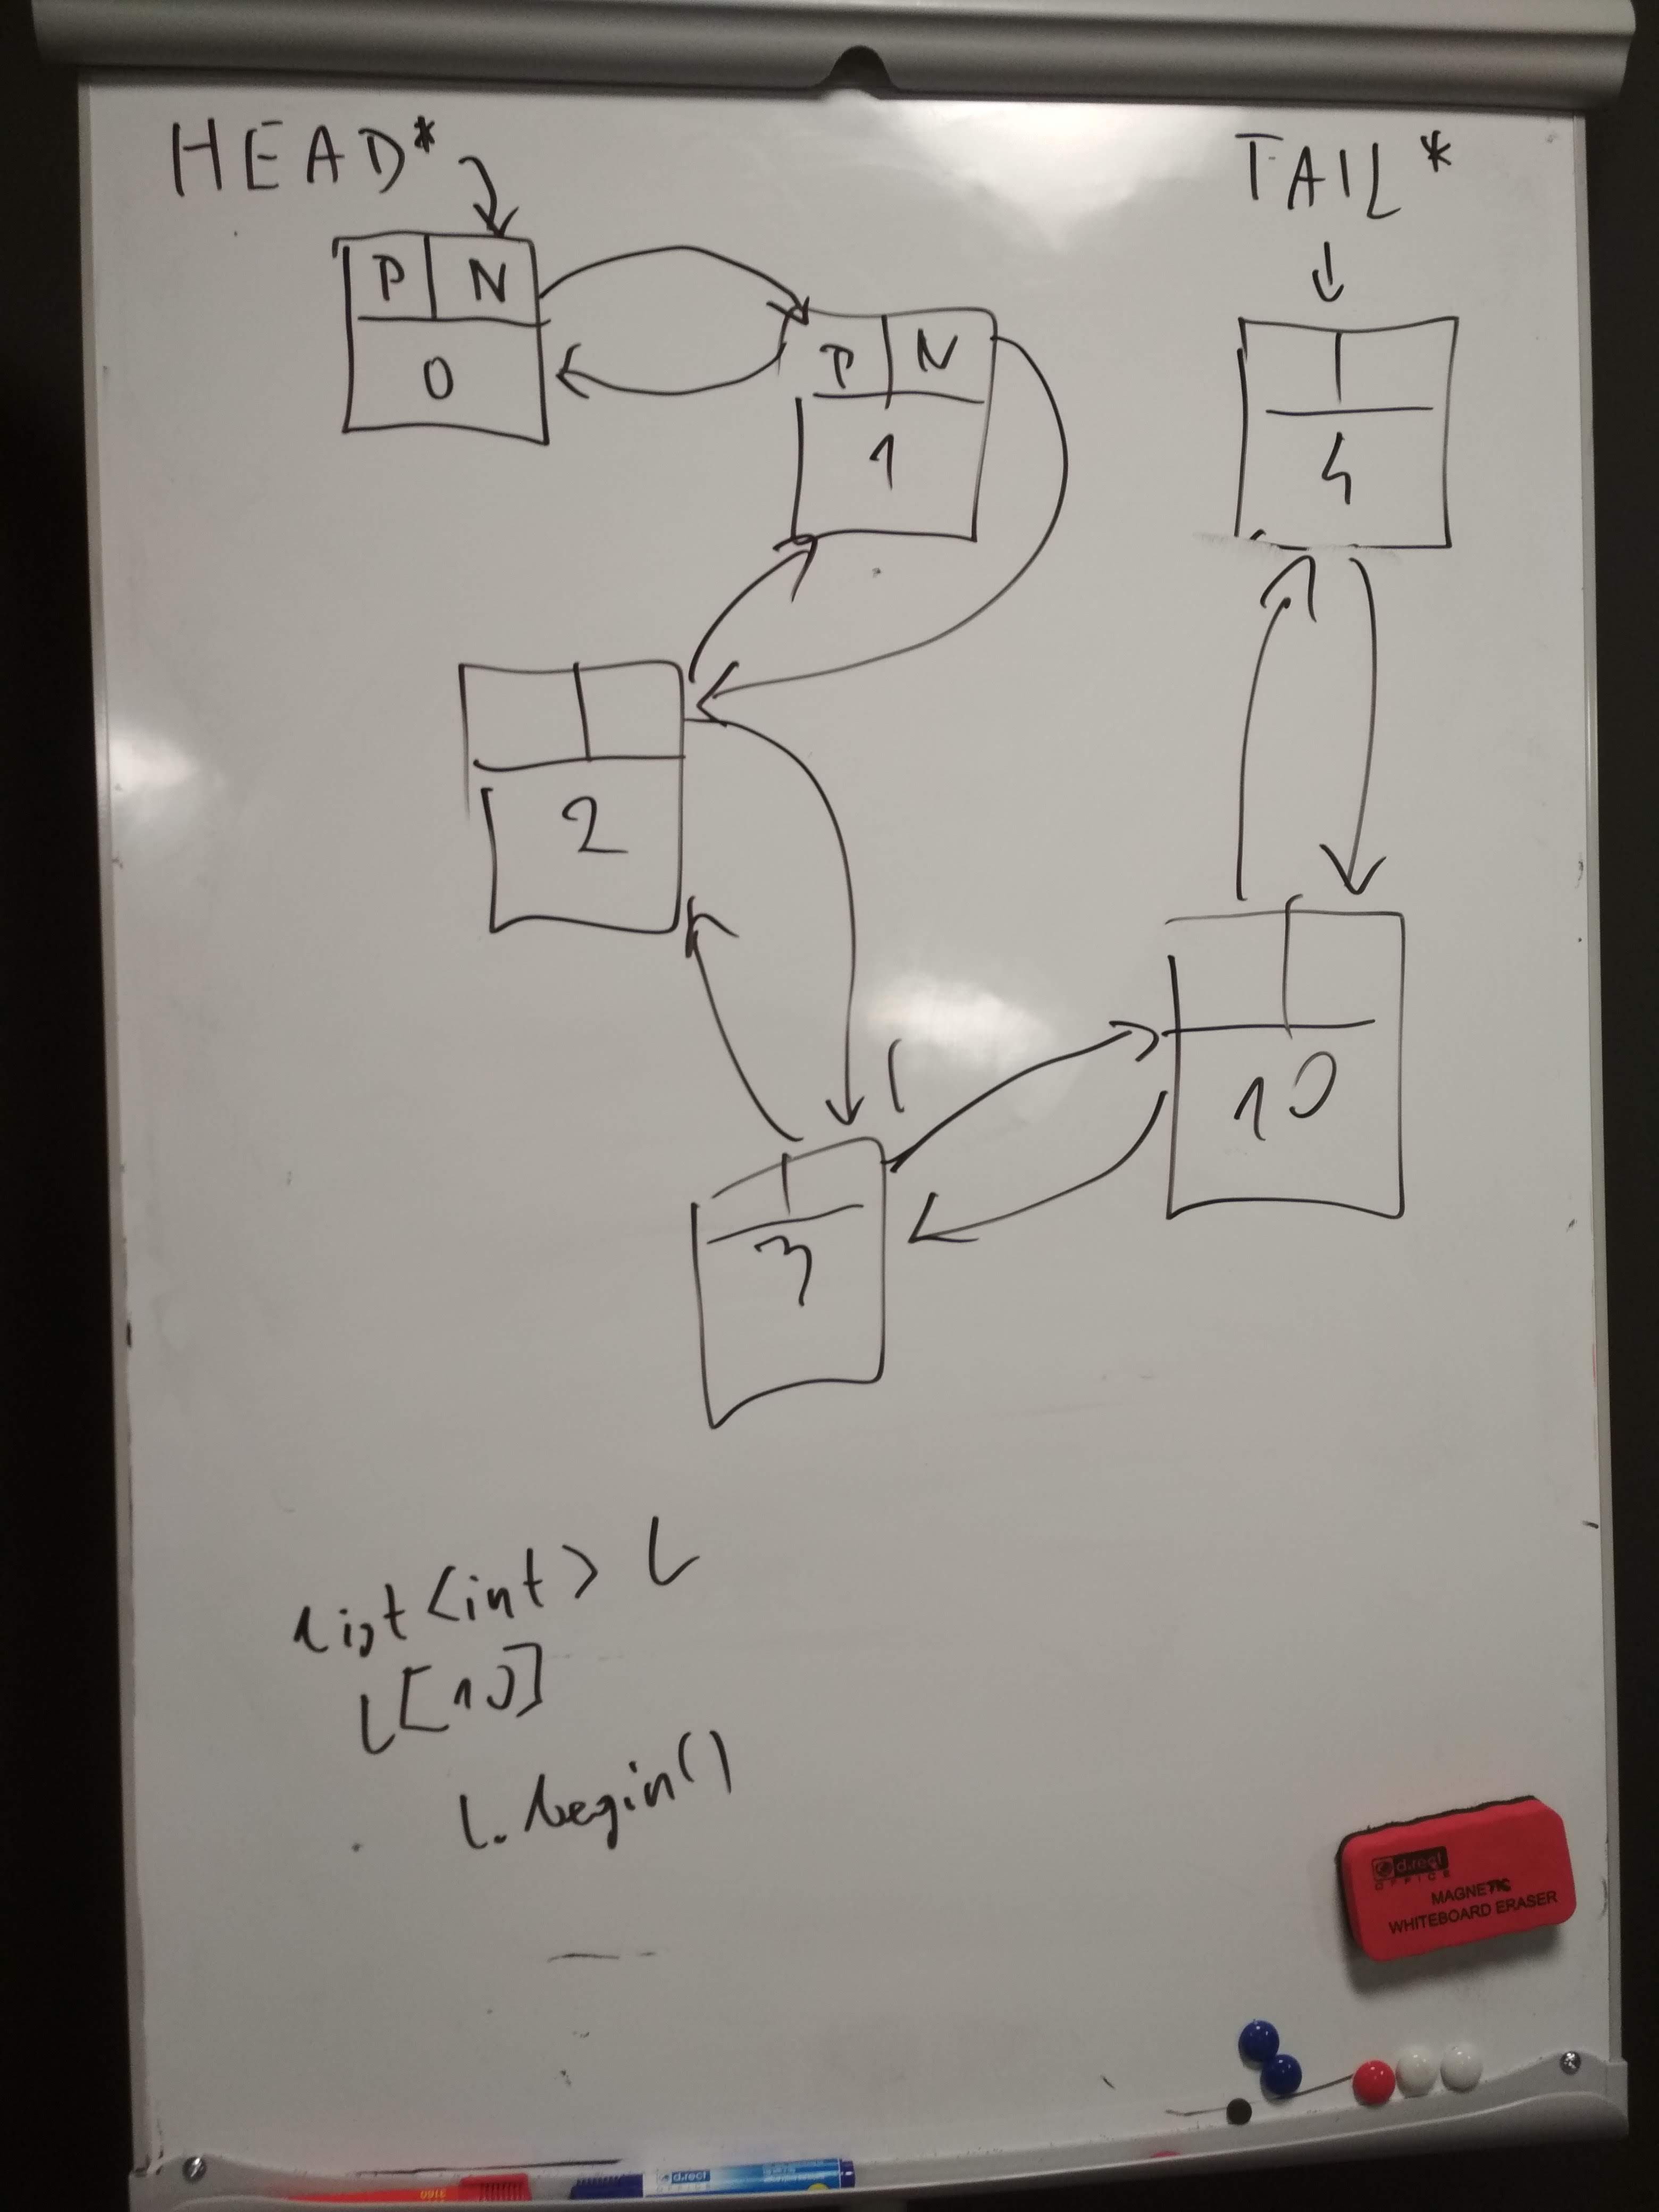 HEAD*
TAIL*
P N
0
P N
1
4
2
10
3
list<int> L
L[10]
L.begin()
d.rect
OFFICE
MAGNETIC
WHITEBOARD ERASER
d.rect